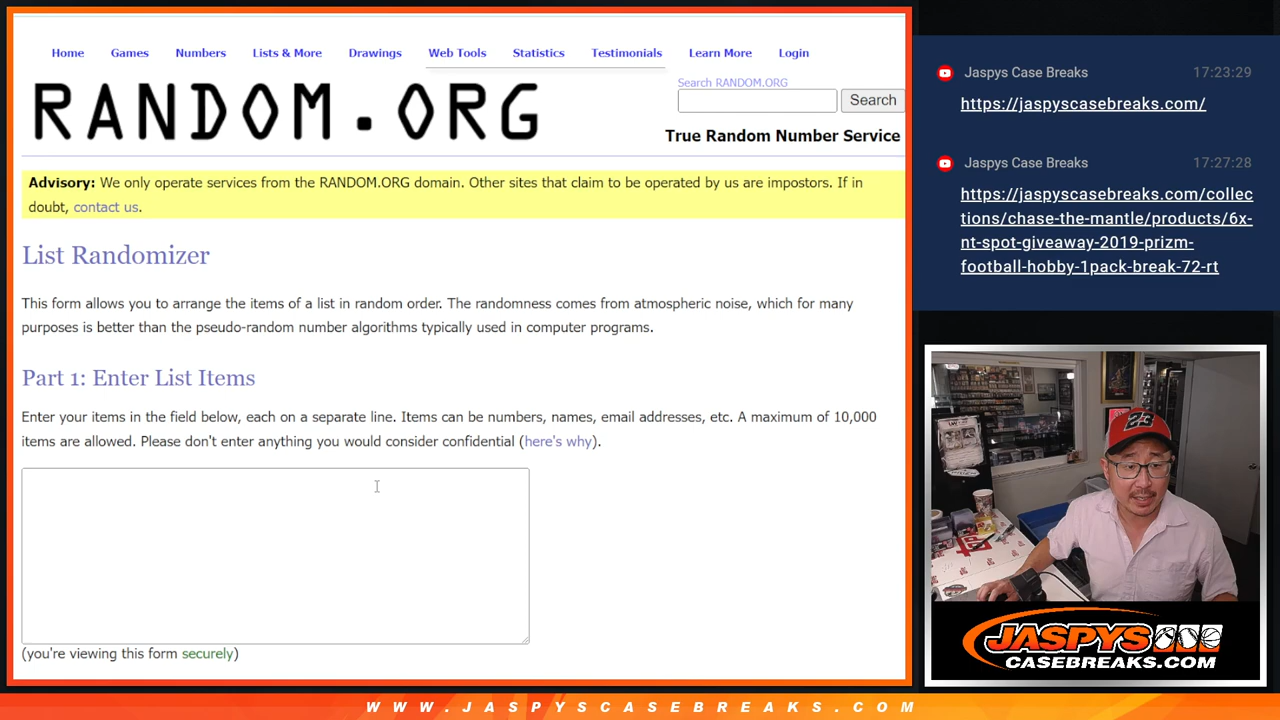 Home Games Numbers Lists & More Drawings Web Tools Statistics Testimonials Learn More Login
RANDOM.ORG
Search RANDOM.ORG
Search
True Random Number Service
Advisory: We only operate services from the RANDOM.ORG domain. Other sites that claim to be operated by us are impostors. If in
doubt, contact us.
List Randomizer
This form allows you to arrange the items of a list in random order. The randomness comes from atmospheric noise, which for many
purposes is better than the pseudo-random number algorithms typically used in computer programs.
Part 1: Enter List Items
Enter your items in the field below, each on a separate line. Items can be numbers, names, email addresses, etc. A maximum of 10,000
items are allowed. Please don't enter anything you would consider confidential (here's why).
(you're viewing this form securely)
Jaspys Case Breaks 17:23:29
https://jaspyscasebreaks.com/
Jaspys Case Breaks 17:27:28
https://jaspyscasebreaks.com/collec
tions/chase-the-mantle/products/6x-
nt-spot-giveaway-2019-prizm-
football-hobby-1pack-break-72-rt
23
JASPYS
CASEBREAKS.COM
WWW.JASPYSCASEBREAKS.COM